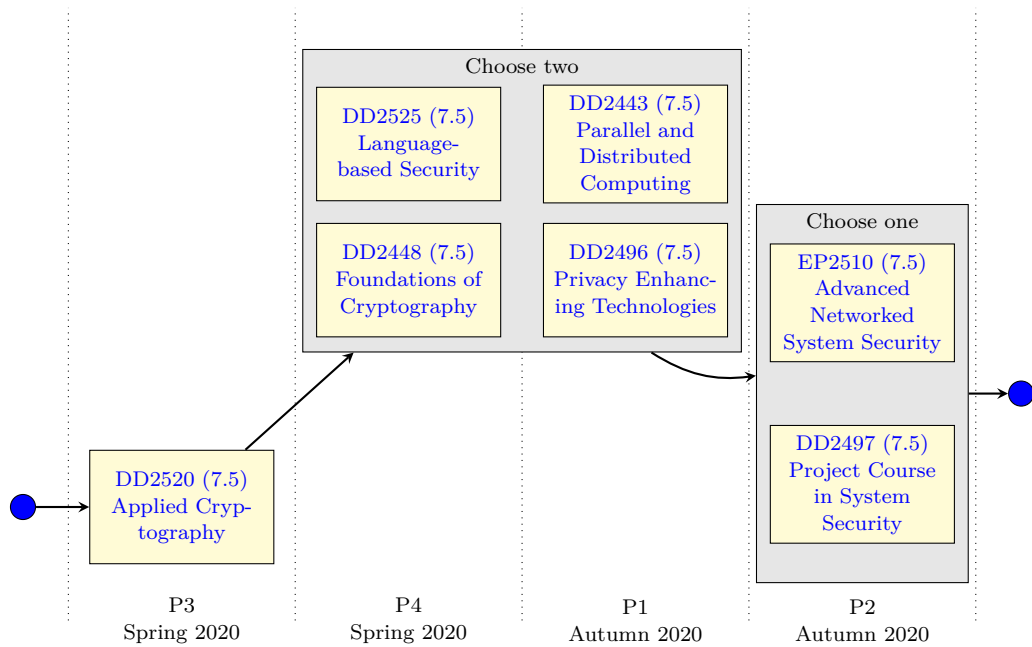 Choose two
DD2525 (7.5)
Language-
based Security
DD2443 (7.5)
Parallel and
Distributed
Computing
DD2448 (7.5)
Foundations of
Cryptography
DD2496 (7.5)
Privacy Enhanc-
ing Technologies
Choose one
EP2510 (7.5)
Advanced
Networked
System Security
DD2497 (7.5)
Project Course
in System
Security
DD2520 (7.5)
Applied Cryp-
tography
P3
Spring 2020
P4
Spring 2020
P1
Autumn 2020
P2
Autumn 2020